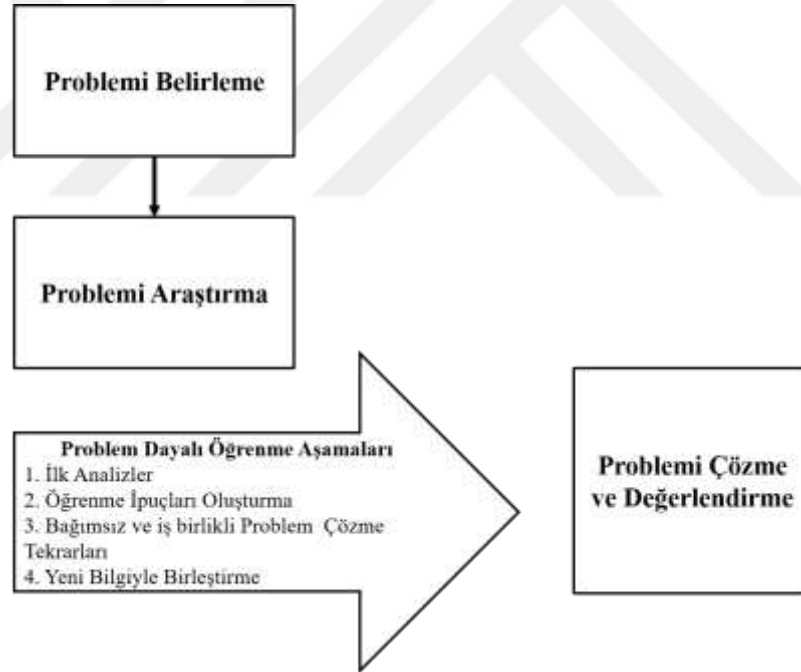 Problemi Belirleme
Problemi Araştırma
Problem Dayalı Öğrenme Aşamaları
1. İlk Analizler
2. Öğrenme İpuçları Oluşturma
3. Bağımsız ve iş birlikli Problem Çözme
Tekrarları
4. Yeni Bilgiyle Birleştirme
Problemi Çözme
ve Değerlendirme